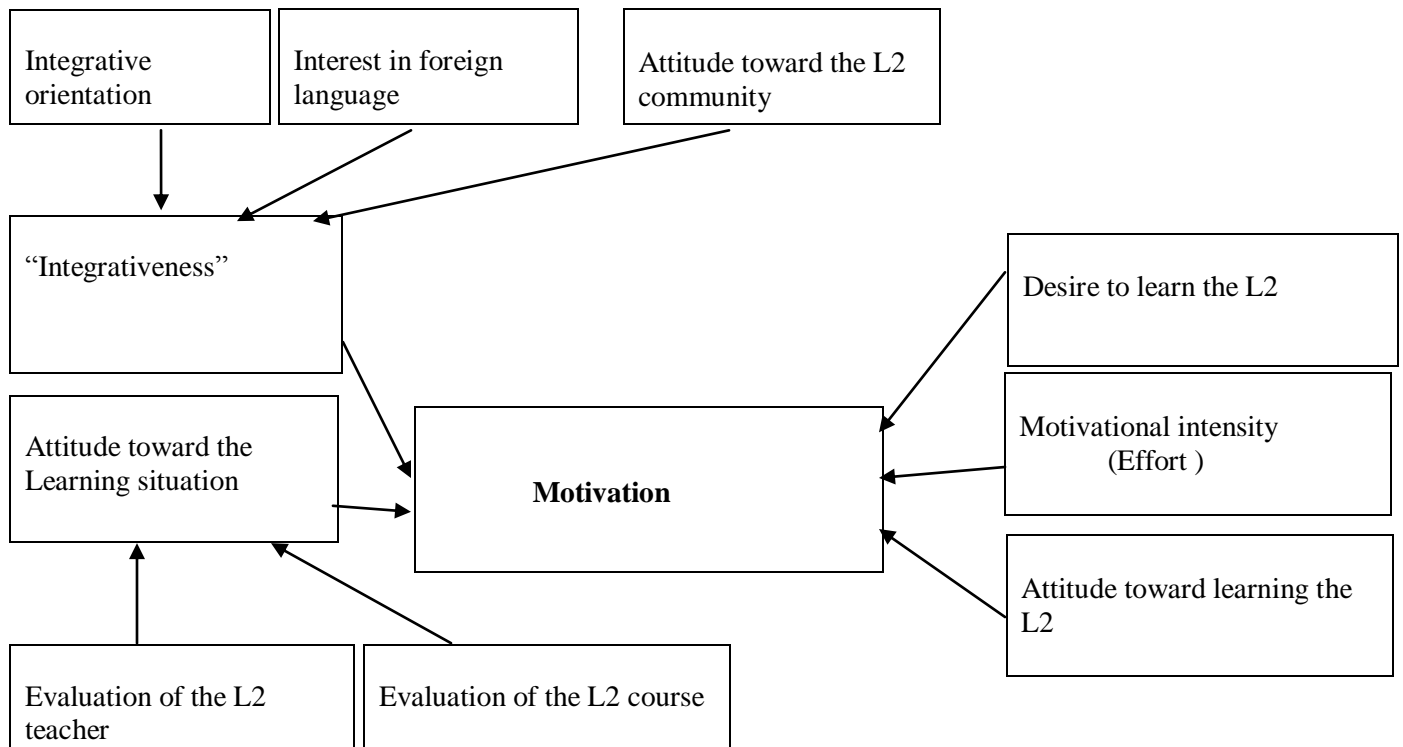 Integrative
orientation
Interest in foreign
language
Attitude toward the L2
community
“Integrativeness”
Desire to learn the L2
Attitude toward the
Learning situation
Motivation
Motivational intensity
(Effort )
Attitude toward learning the
L2
Evaluation of the L2
teacher
Evaluation of the L2 course